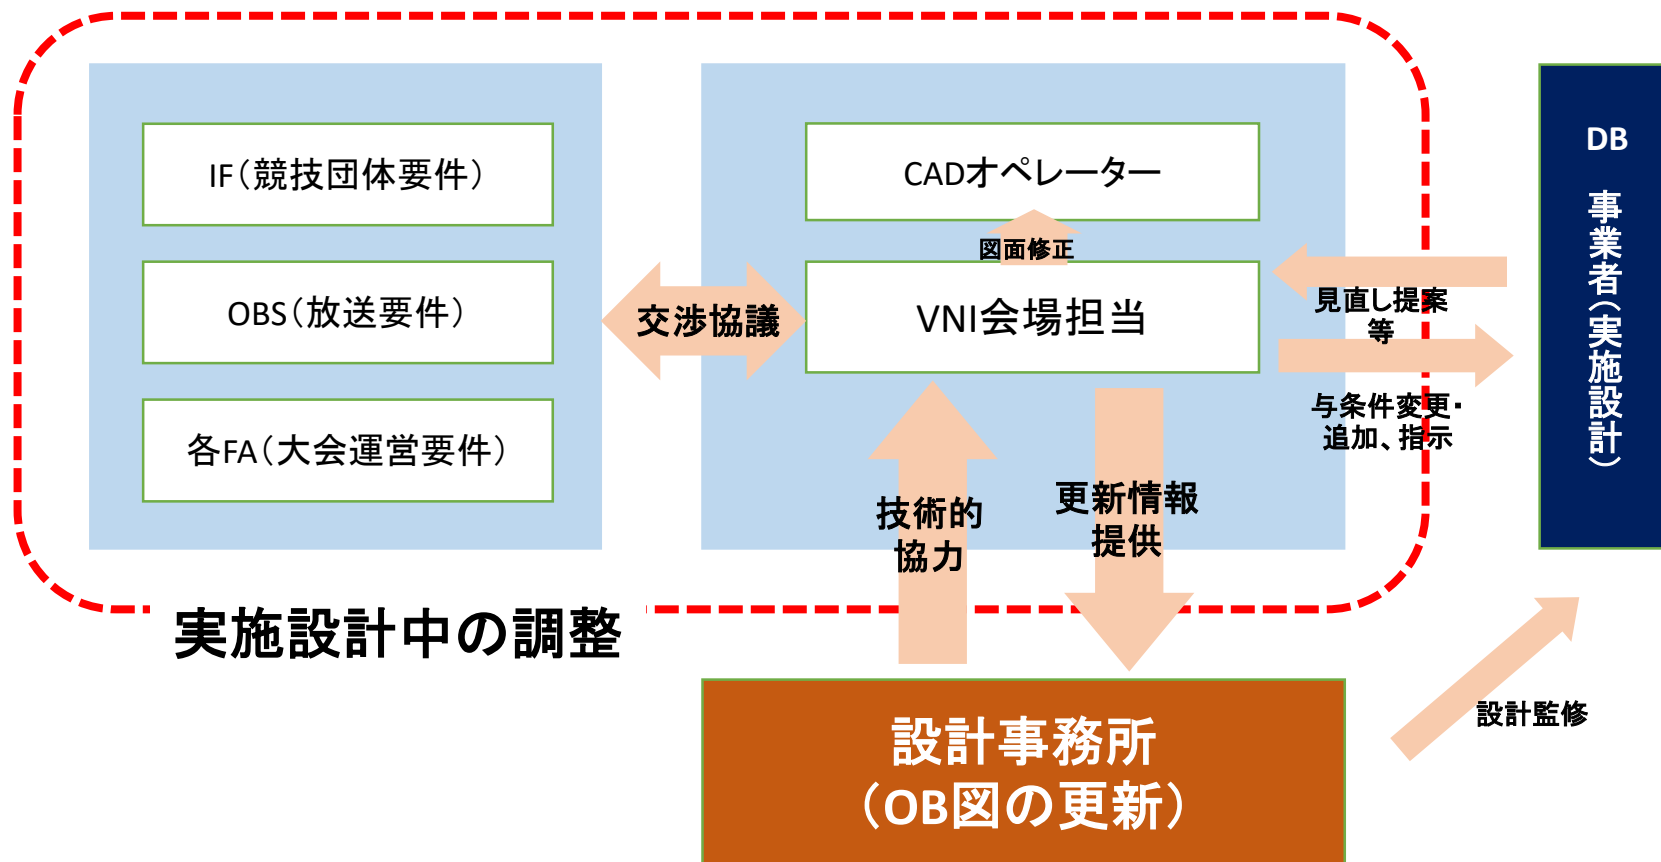 IF（競技団体要件）
OBS（放送要件）
各FA（大会運営要件）
交渉協議
CADオペレーター
図面修正
VNI会場担当
見直し提案
等
与条件変更・
追加、指示
DB 事業者（実施設計）
技術的
協力
更新情報
提供
実施設計中の調整
設計監修
設計事務所
（OB図の更新）